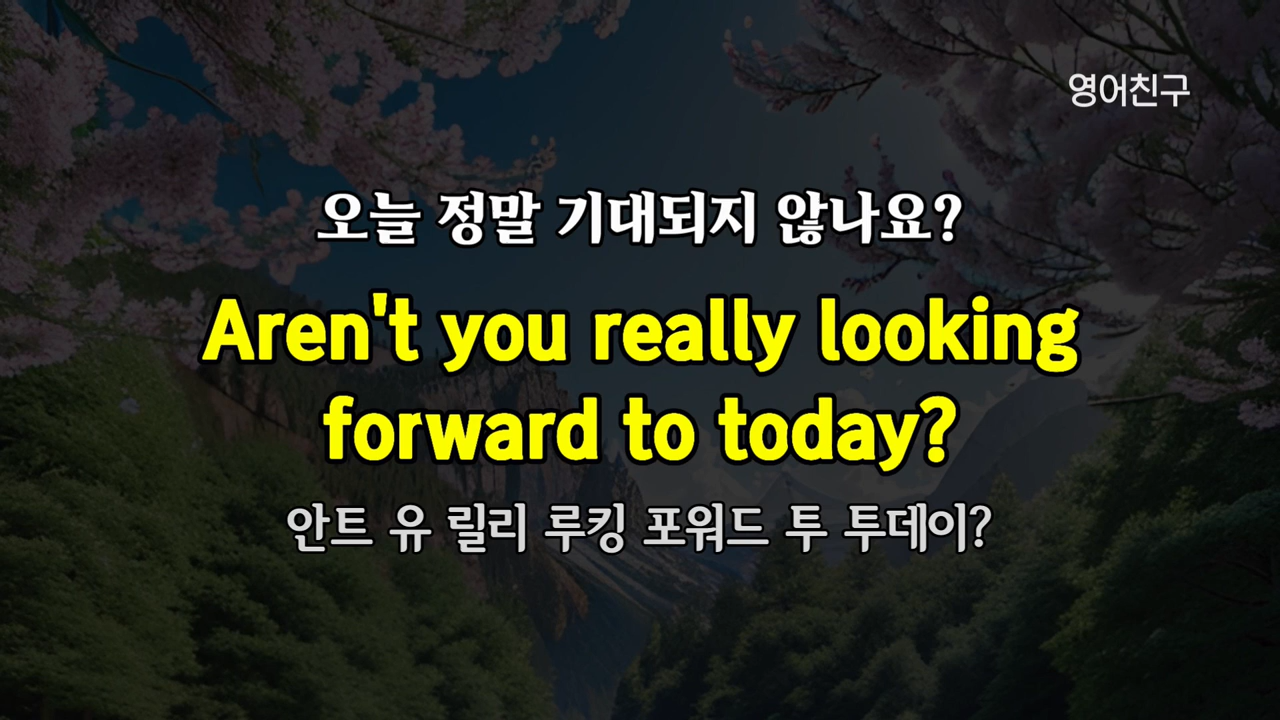 영어친구
오늘 정말 기대되지 않나요?
Aren't you really looking
forward to today?
안트 유 릴리 루킹 포워드 투 투데이?